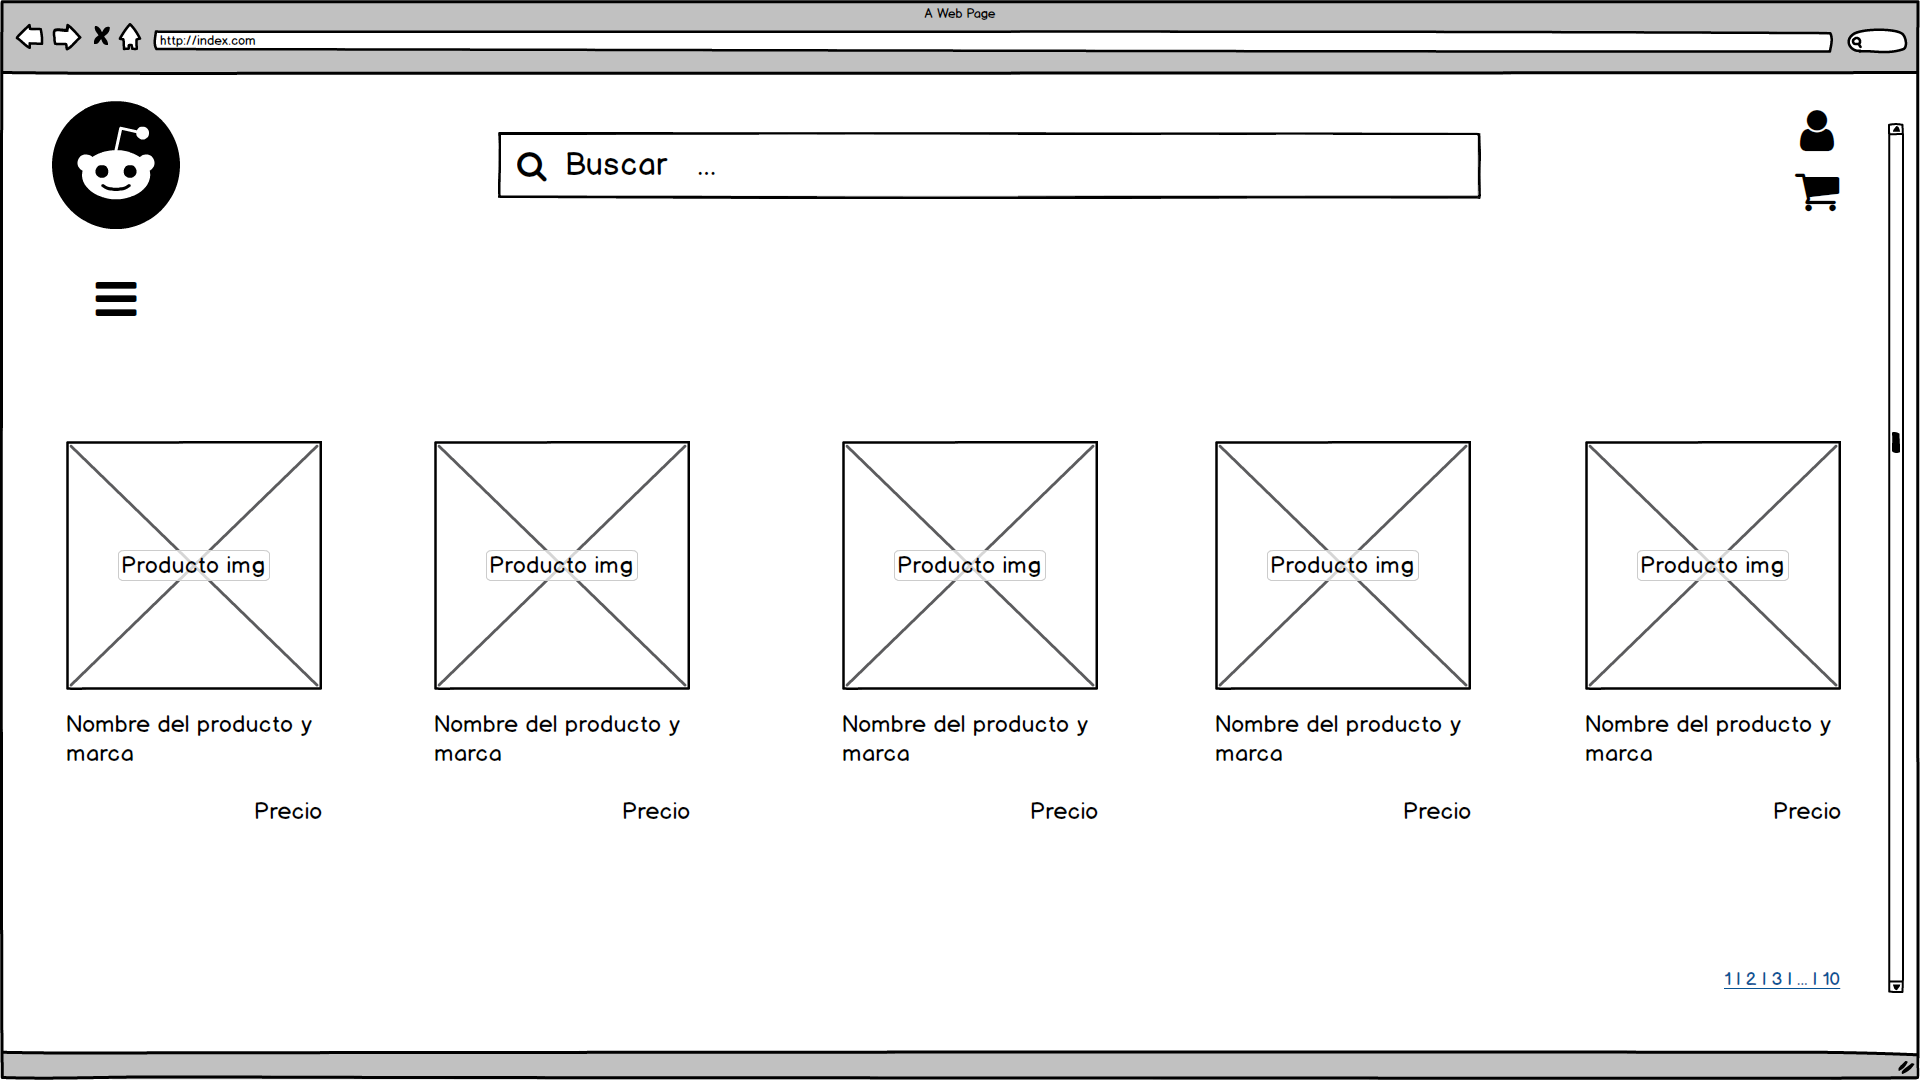 A Web Page
http://index.com
Buscar ...
Producto img
Producto img
Producto img
Producto img
Producto img
Nombre del producto y
marca
Nombre del producto y
marca
Nombre del producto y
marca
Nombre del producto y
marca
Nombre del producto y
marca
Precio
Precio
Precio
Precio
Precio
1 | 2 | 3 | ... | 10